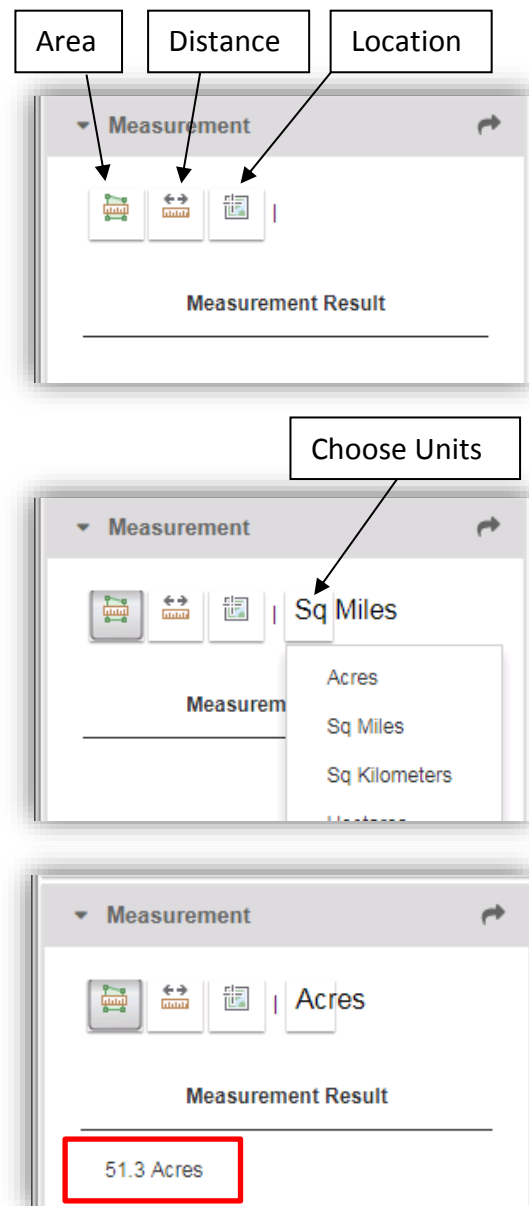 Area Distance Location
Measurement
|
Measurement Result
Choose Units
Measurement
| Sq Miles
Acres
Measurem
Sq Miles
Sq Kilometers
Measurement
| Acres
Measurement Result
51.3 Acres